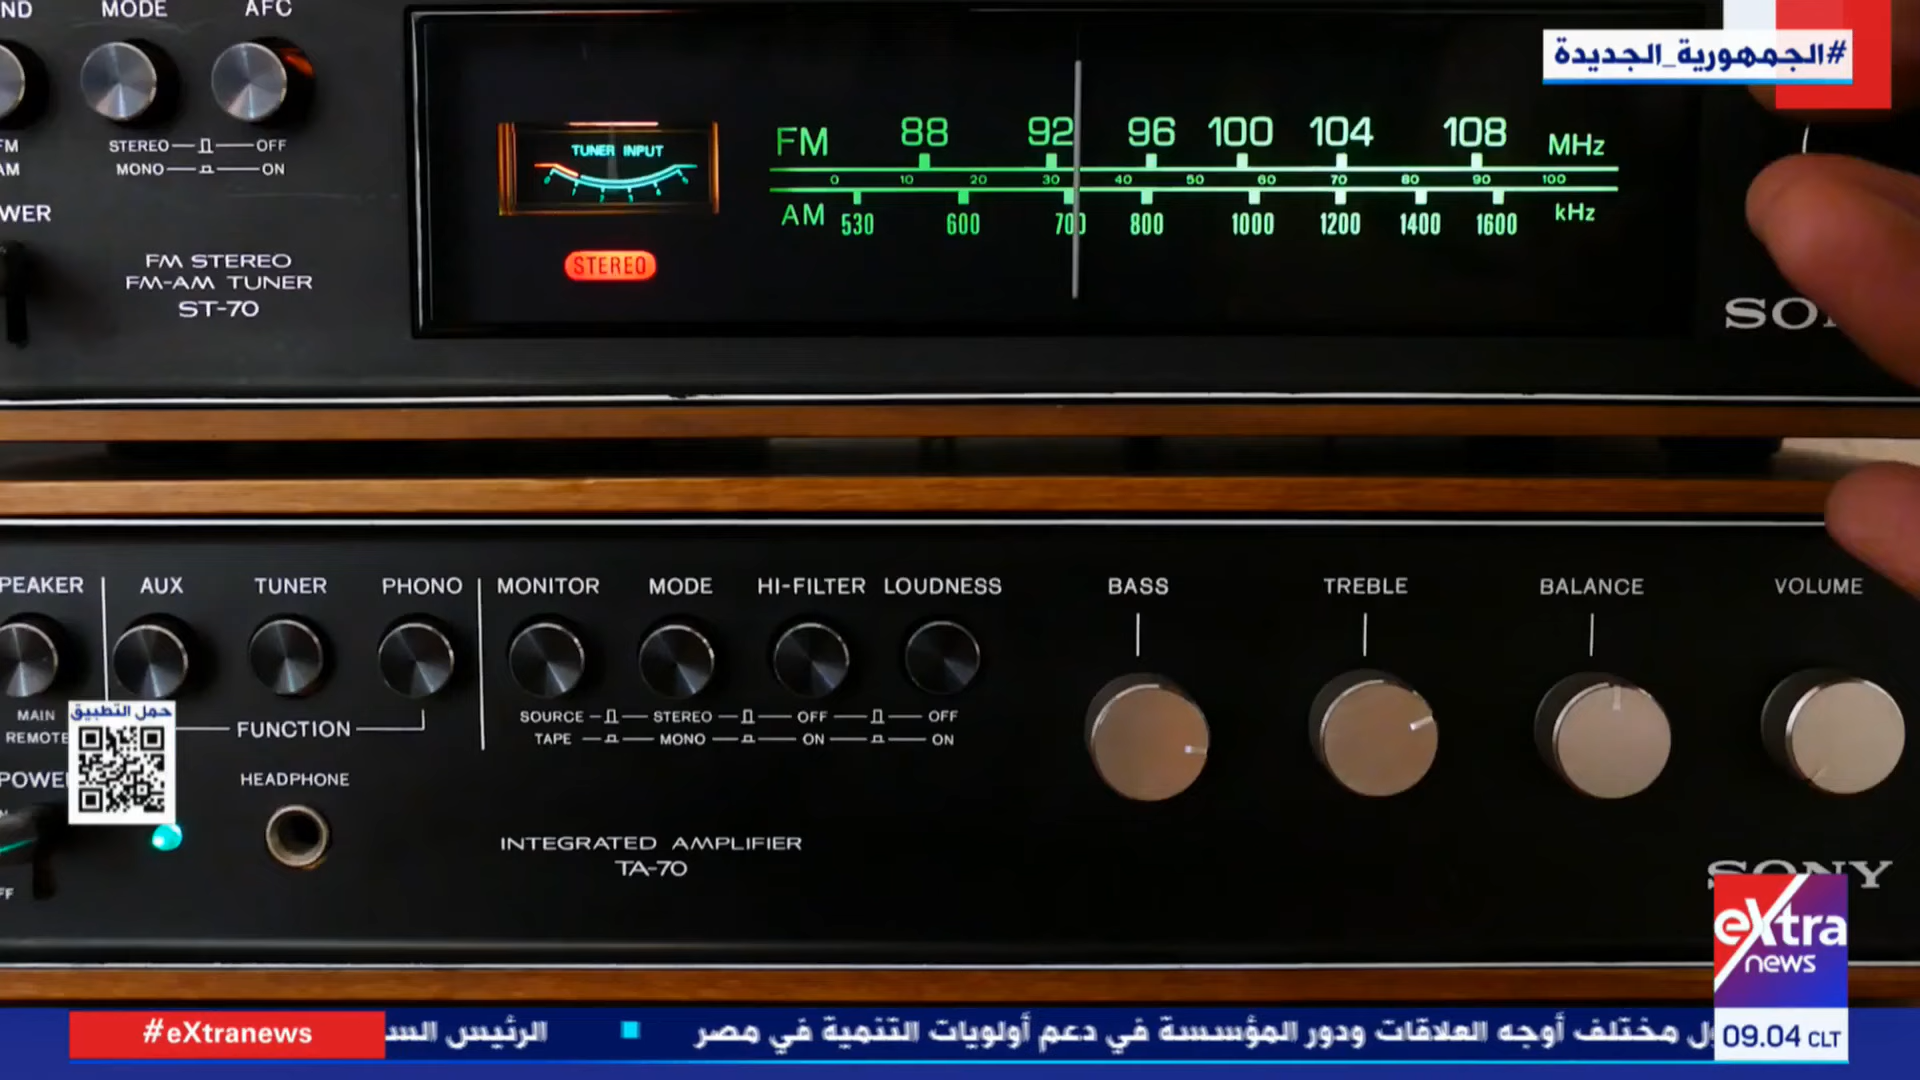 MODE
AFC
#الجمهورية_الجديدة
FM 88 92 96 100 104 108 MHz
0 10 20 30 40 50 60 70 80 90 100
AM 530 600 700 800 1000 1200 1400 1600 kHz
TUNER INPUT
STEREO
STEREO OFF
MONO ON
FM STEREO
FM-AM TUNER
ST-70
AUX
TUNER
PHONO
MONITOR
MODE
HI-FILTER
LOUDNESS
BASS
TREBLE
BALANCE
VOLUME
MAIN
FUNCTION
SOURCE STEREO OFF OFF
TAPE MONO ON ON
حمل التطبيق
HEADPHONE
INTEGRATED AMPLIFIER
TA-70
SONY
eXtra
news
#eXtranews
الرئيس
مختلف أوجه العلاقات ودور المؤسسة في دعم أولويات التنمية في مصر
09.04 CLT